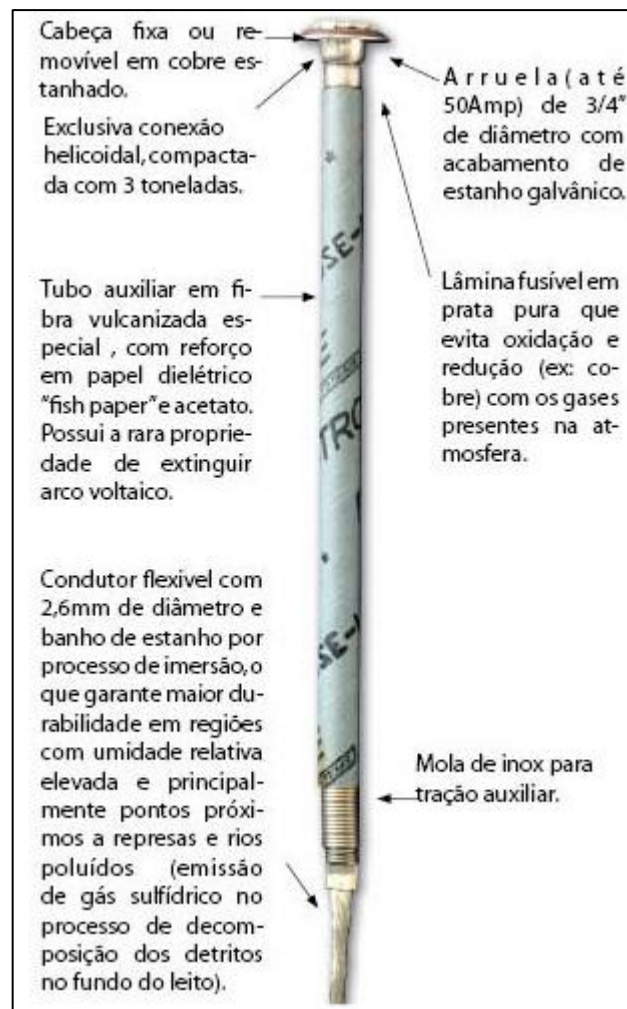 Cabeça fixa ou re-
movível em cobre es-
tanhado.
Exclusiva conexão
helicoidal, compacta-
da com 3 toneladas.
Arruela (até
50Amp) de 3/4"
de diâmetro com
acabamento de
estanho galvânico.
Tubo auxiliar em fi-
bra vulcanizada es-
pecial , com reforço
em papel dielétrico
"fish paper" e acetato.
Possui a rara proprie-
dade de extinguir
arco voltaico.
Lâmina fusível em
prata pura que
evita oxidação e
redução (ex: co-
bre) com os gases
presentes na at-
mosfera.
Condutor flexivel com
2,6mm de diâmetro e
banho de estanho por
processo de imersão, o
que garante maior du-
rabilidade em regiões
com umidade relativa
elevada e principal-
mente pontos próxi-
mos a represas e rios
poluídos (emissão
de gás sulfídrico no
processo de decom-
posição dos detritos
no fundo do leito).
Mola de inox para
tração auxiliar.